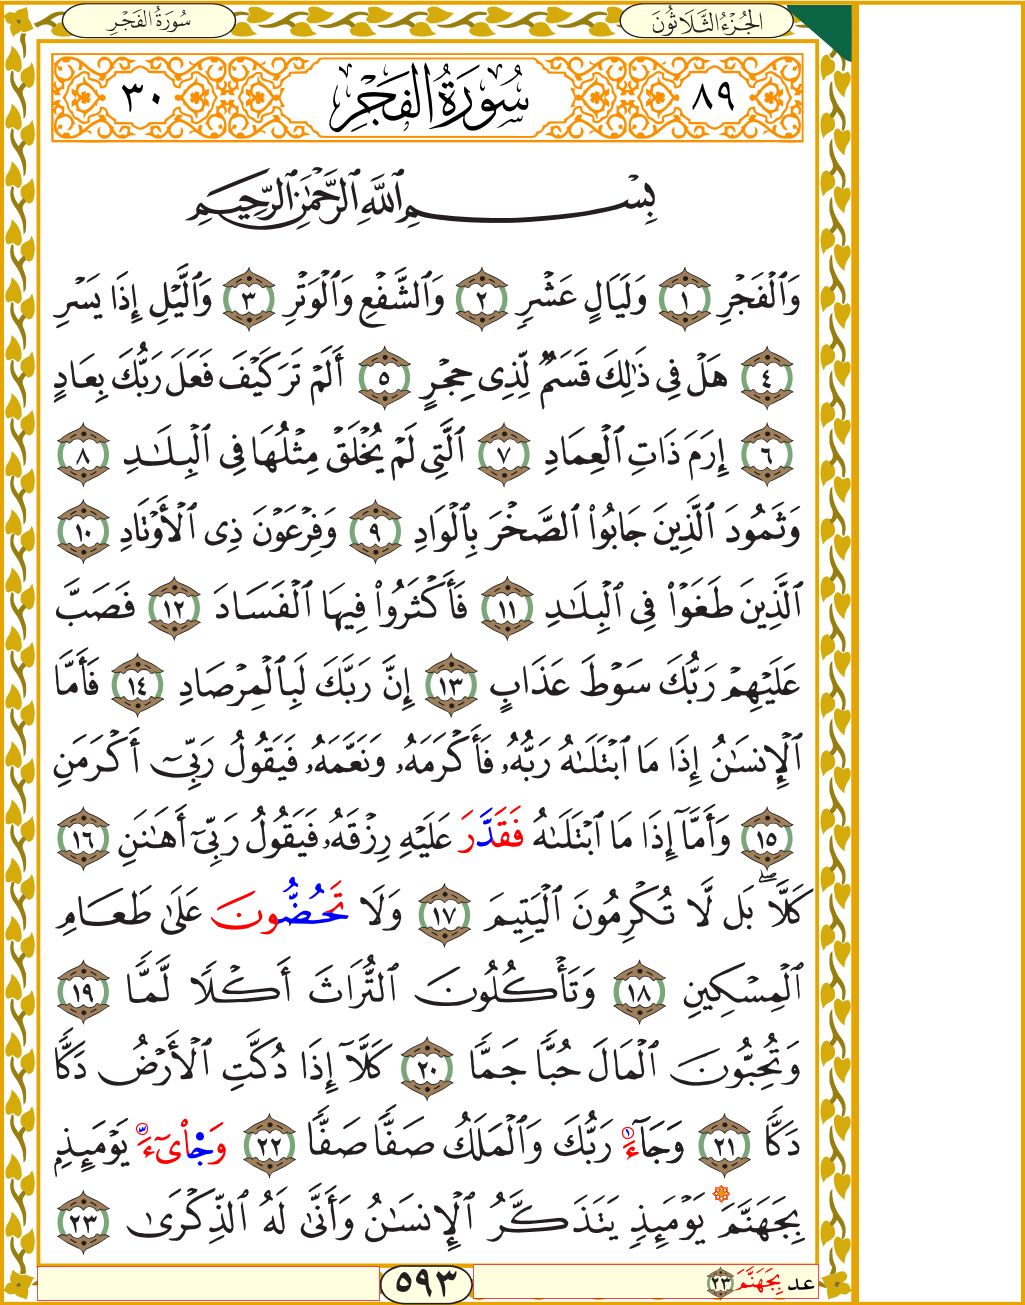 الجُزْءُ الثَّلَاثُونَ
سُورَةُ الفَجْرِ
٨٩
سُورَةُ الفَجْرِ
٣٠
بِسْمِ ٱللَّهِ ٱلرَّحْمَٰنِ ٱلرَّحِيمِ
وَٱلْفَجْرِ ١ وَلَيَالٍ عَشْرٍ ٢ وَٱلشَّفْعِ وَٱلْوَتْرِ ٣ وَٱلَّيْلِ إِذَا يَسْرِ
٤ هَلْ فِى ذَٰلِكَ قَسَمٌ لِّذِى حِجْرٍ ٥ أَلَمْ تَرَ كَيْفَ فَعَلَ رَبُّكَ بِعَادٍ
٦ إِرَمَ ذَاتِ ٱلْعِمَادِ ٧ ٱلَّتِى لَمْ يُخْلَقْ مِثْلُهَا فِى ٱلْبِلَٰدِ ٨
وَثَمُودَ ٱلَّذِينَ جَابُوا۟ ٱلصَّخْرَ بِٱلْوَادِ ٩ وَفِرْعَوْنَ ذِى ٱلْأَوْتَادِ ١٠
ٱلَّذِينَ طَغَوْا۟ فِى ٱلْبِلَٰدِ ١١ فَأَكْثَرُوا۟ فِيهَا ٱلْفَسَادَ ١٢ فَصَبَّ
عَلَيْهِمْ رَبُّكَ سَوْطَ عَذَابٍ ١٣ إِنَّ رَبَّكَ لَبِٱلْمِرْصَادِ ١٤ فَأَمَّا
ٱلْإِنسَٰنُ إِذَا مَا ٱبْتَلَىٰهُ رَبُّهُۥ فَأَكْرَمَهُۥ وَنَعَّمَهُۥ فَيَقُولُ رَبِّىٓ أَكْرَمَنِ
١٥ وَأَمَّآ إِذَا مَا ٱبْتَلَىٰهُ فَقَدَّرَ عَلَيْهِ رِزْقَهُۥ فَيَقُولُ رَبِّىٓ أَهَٰنَنِ ١٦
كَلَّا ۖ بَل لَّا تُكْرِمُونَ ٱلْيَتِيمَ ١٧ وَلَا تَحُضُّونَ عَلَىٰ طَعَامِ
ٱلْمِسْكِينِ ١٨ وَتَأْكُلُونَ ٱلتُّرَاثَ أَكْلًا لَّمًّا ١٩
وَتُحِبُّونَ ٱلْمَالَ حُبًّا جَمًّا ٢٠ كَلَّآ إِذَا دُكَّتِ ٱلْأَرْضُ دَكًّا
دَكًّا ٢١ وَجَآءَ رَبُّكَ وَٱلْمَلَكُ صَفًّا صَفًّا ٢٢ وَجِا۟ىٓءَ يَوْمَئِذٍۭ
بِجَهَنَّمَ يَوْمَئِذٍ يَتَذَكَّرُ ٱلْإِنسَٰنُ وَأَنَّىٰ لَهُ ٱلذِّكْرَىٰ ٢٣
عد بِجَهَنَّمَ ٢٣
٥٩٣